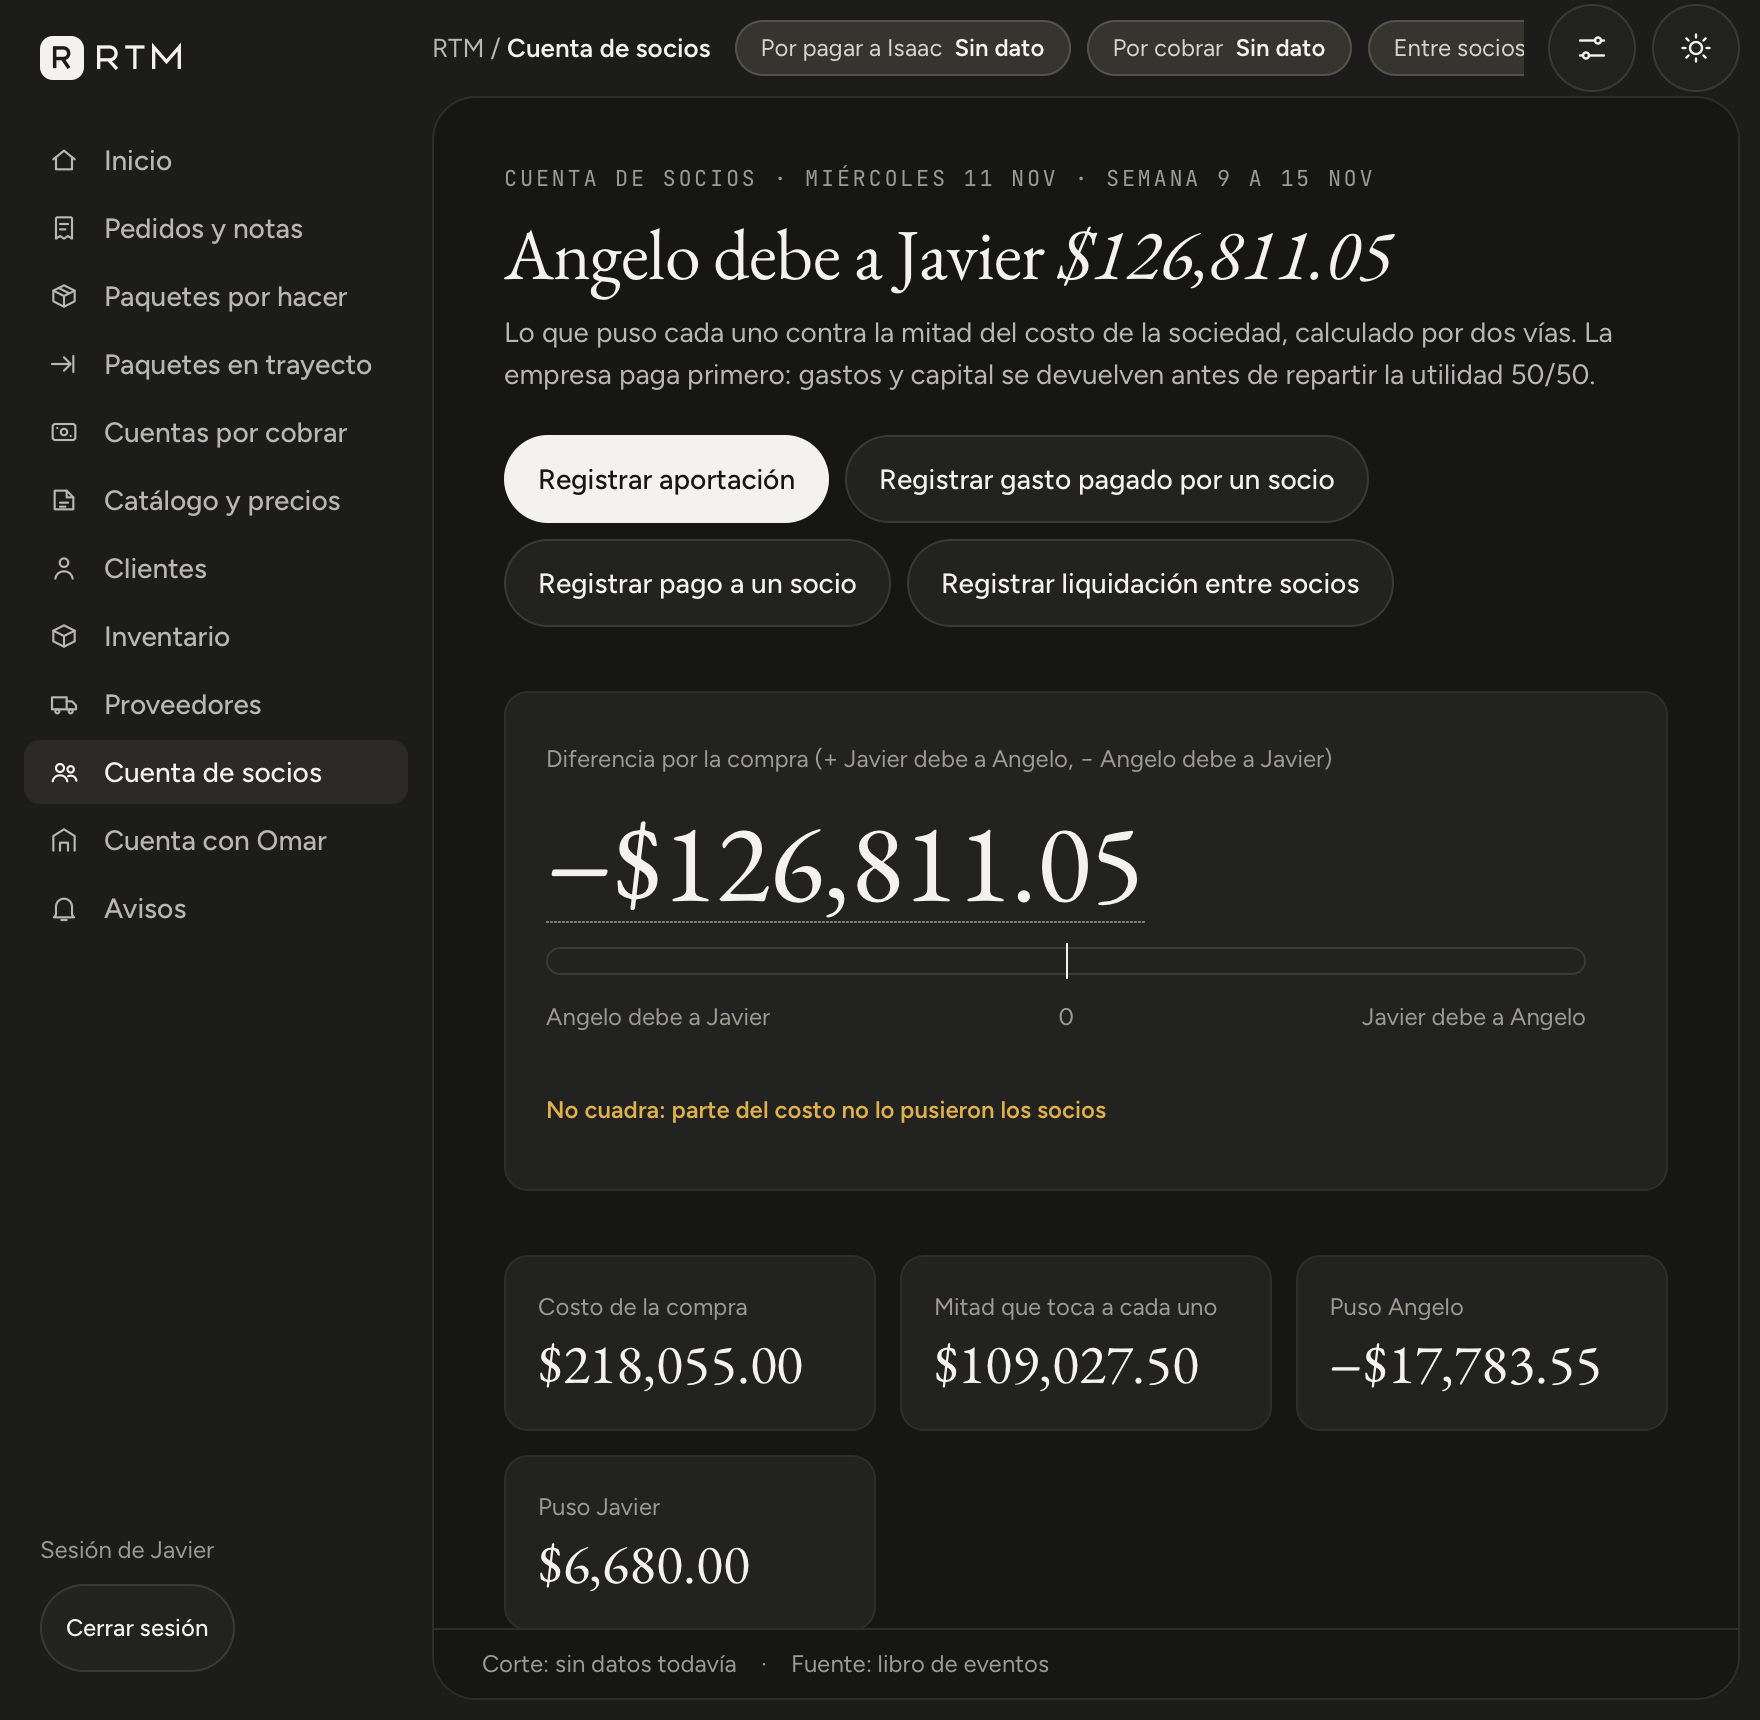 R RTM
Inicio
Pedidos y notas
Paquetes por hacer
Paquetes en trayecto
Cuentas por cobrar
Catálogo y precios
Clientes
Inventario
Proveedores
Cuenta de socios
Cuenta con Omar
Avisos
Sesión de Javier
Cerrar sesión
RTM / Cuenta de socios
Por pagar a Isaac Sin dato
Por cobrar Sin dato
Entre socios
CUENTA DE SOCIOS · MIÉRCOLES 11 NOV · SEMANA 9 A 15 NOV
Angelo debe a Javier $126,811.05
Lo que puso cada uno contra la mitad del costo de la sociedad, calculado por dos vías. La
empresa paga primero: gastos y capital se devuelven antes de repartir la utilidad 50/50.
Registrar aportación
Registrar gasto pagado por un socio
Registrar pago a un socio
Registrar liquidación entre socios
Diferencia por la compra (+ Javier debe a Angelo, − Angelo debe a Javier)
−$126,811.05
Angelo debe a Javier
0
Javier debe a Angelo
No cuadra: parte del costo no lo pusieron los socios
Costo de la compra
$218,055.00
Mitad que toca a cada uno
$109,027.50
Puso Angelo
−$17,783.55
Puso Javier
$6,680.00
Corte: sin datos todavía · Fuente: libro de eventos